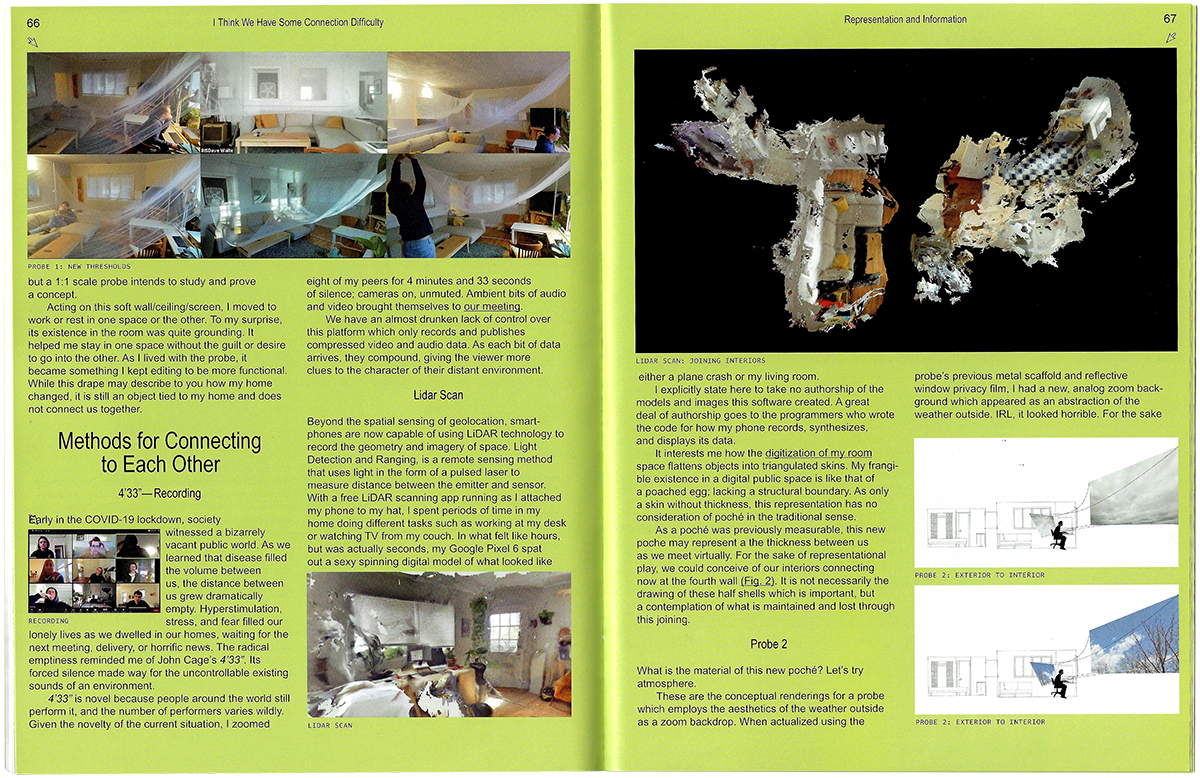 66
I Think We Have Some Connection Difficulty
RISDave Waite
PROBE 1: NEW THRESHOLDS
but a 1:1 scale probe intends to study and prove
a concept.
Acting on this soft wall/ceiling/screen, I moved to
work or rest in one space or the other. To my surprise,
its existence in the room was quite grounding. It
helped me stay in one space without the guilt or desire
to go into the other. As I lived with the probe, it
became something I kept editing to be more functional.
While this drape may describe to you how my home
changed, it is still an object tied to my home and does
not connect us together.
Methods for Connecting
to Each Other
4’33”—Recording
Early in the COVID-19 lockdown, society
witnessed a bizarrely
vacant public world. As we
learned that disease filled
the volume between
us, the distance between
us grew dramatically
empty. Hyperstimulation,
RECORDING
stress, and fear filled our
lonely lives as we dwelled in our homes, waiting for the
next meeting, delivery, or horrific news. The radical
emptiness reminded me of John Cage’s 4’33”. Its
forced silence made way for the uncontrollable existing
sounds of an environment.
4’33” is novel because people around the world still
perform it, and the number of performers varies wildly.
Given the novelty of the current situation, I zoomed
eight of my peers for 4 minutes and 33 seconds
of silence; cameras on, unmuted. Ambient bits of audio
and video brought themselves to our meeting.
We have an almost drunken lack of control over
this platform which only records and publishes
compressed video and audio data. As each bit of data
arrives, they compound, giving the viewer more
clues to the character of their distant environment.
Lidar Scan
Beyond the spatial sensing of geolocation, smart-
phones are now capable of using LiDAR technology to
record the geometry and imagery of space. Light
Detection and Ranging, is a remote sensing method
that uses light in the form of a pulsed laser to
measure distance between the emitter and sensor.
With a free LiDAR scanning app running as I attached
my phone to my hat, I spent periods of time in my
home doing different tasks such as working at my desk
or watching TV from my couch. In what felt like hours,
but was actually seconds, my Google Pixel 6 spat
out a sexy spinning digital model of what looked like
LIDAR SCAN
Representation and Information
67
LIDAR SCAN: JOINING INTERIORS
either a plane crash or my living room.
I explicitly state here to take no authorship of the
models and images this software created. A great
deal of authorship goes to the programmers who wrote
the code for how my phone records, synthesizes,
and displays its data.
It interests me how the digitization of my room
space flattens objects into triangulated skins. My frangi-
ble existence in a digital public space is like that of
a poached egg; lacking a structural boundary. As only
a skin without thickness, this representation has no
consideration of poché in the traditional sense.
As a poché was previously measurable, this new
poche may represent a the thickness between us
as we meet virtually. For the sake of representational
play, we could conceive of our interiors connecting
now at the fourth wall (Fig. 2). It is not necessarily the
drawing of these half shells which is important, but
a contemplation of what is maintained and lost through
this joining.
Probe 2
What is the material of this new poché? Let’s try
atmosphere.
These are the conceptual renderings for a probe
which employs the aesthetics of the weather outside
as a zoom backdrop. When actualized using the
probe’s previous metal scaffold and reflective
window privacy film, I had a new, analog zoom back-
ground which appeared as an abstraction of the
weather outside. IRL, it looked horrible. For the sake
PROBE 2: EXTERIOR TO INTERIOR
PROBE 2: EXTERIOR TO INTERIOR